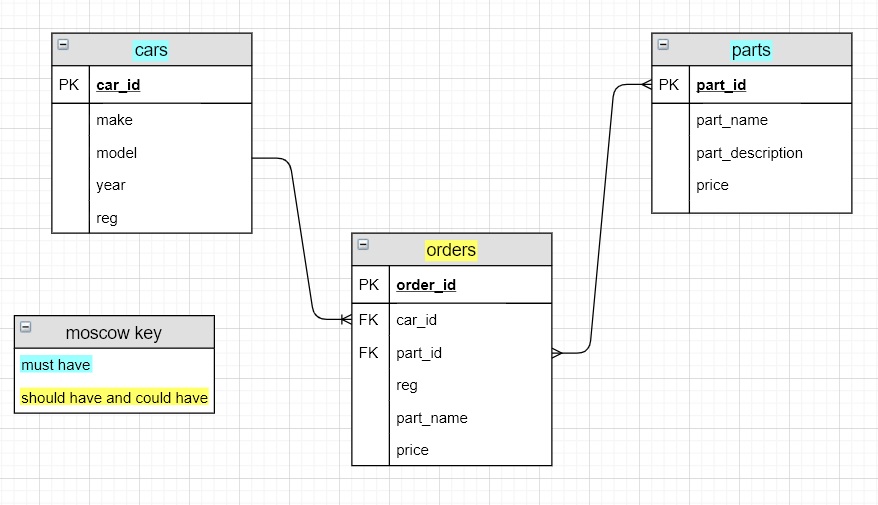 cars
PK car_id
make
model
year
reg
parts
PK part_id
part_name
part_description
price
orders
PK order_id
FK car_id
FK part_id
reg
part_name
price
moscow key
must have
should have and could have